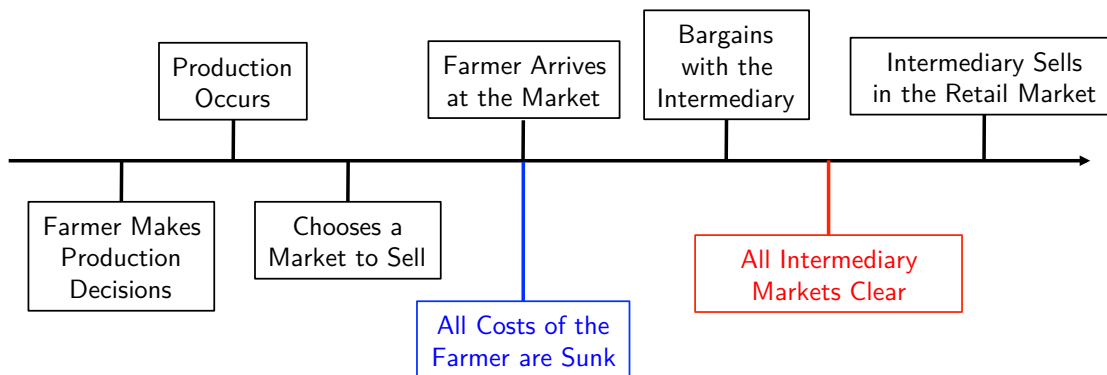 Farmer Makes
Production
Decisions
Production
Occurs
Chooses a
Market to Sell
Farmer Arrives
at the Market
All Costs of the
Farmer are Sunk
Bargains
with the
Intermediary
All Intermediary
Markets Clear
Intermediary Sells
in the Retail Market